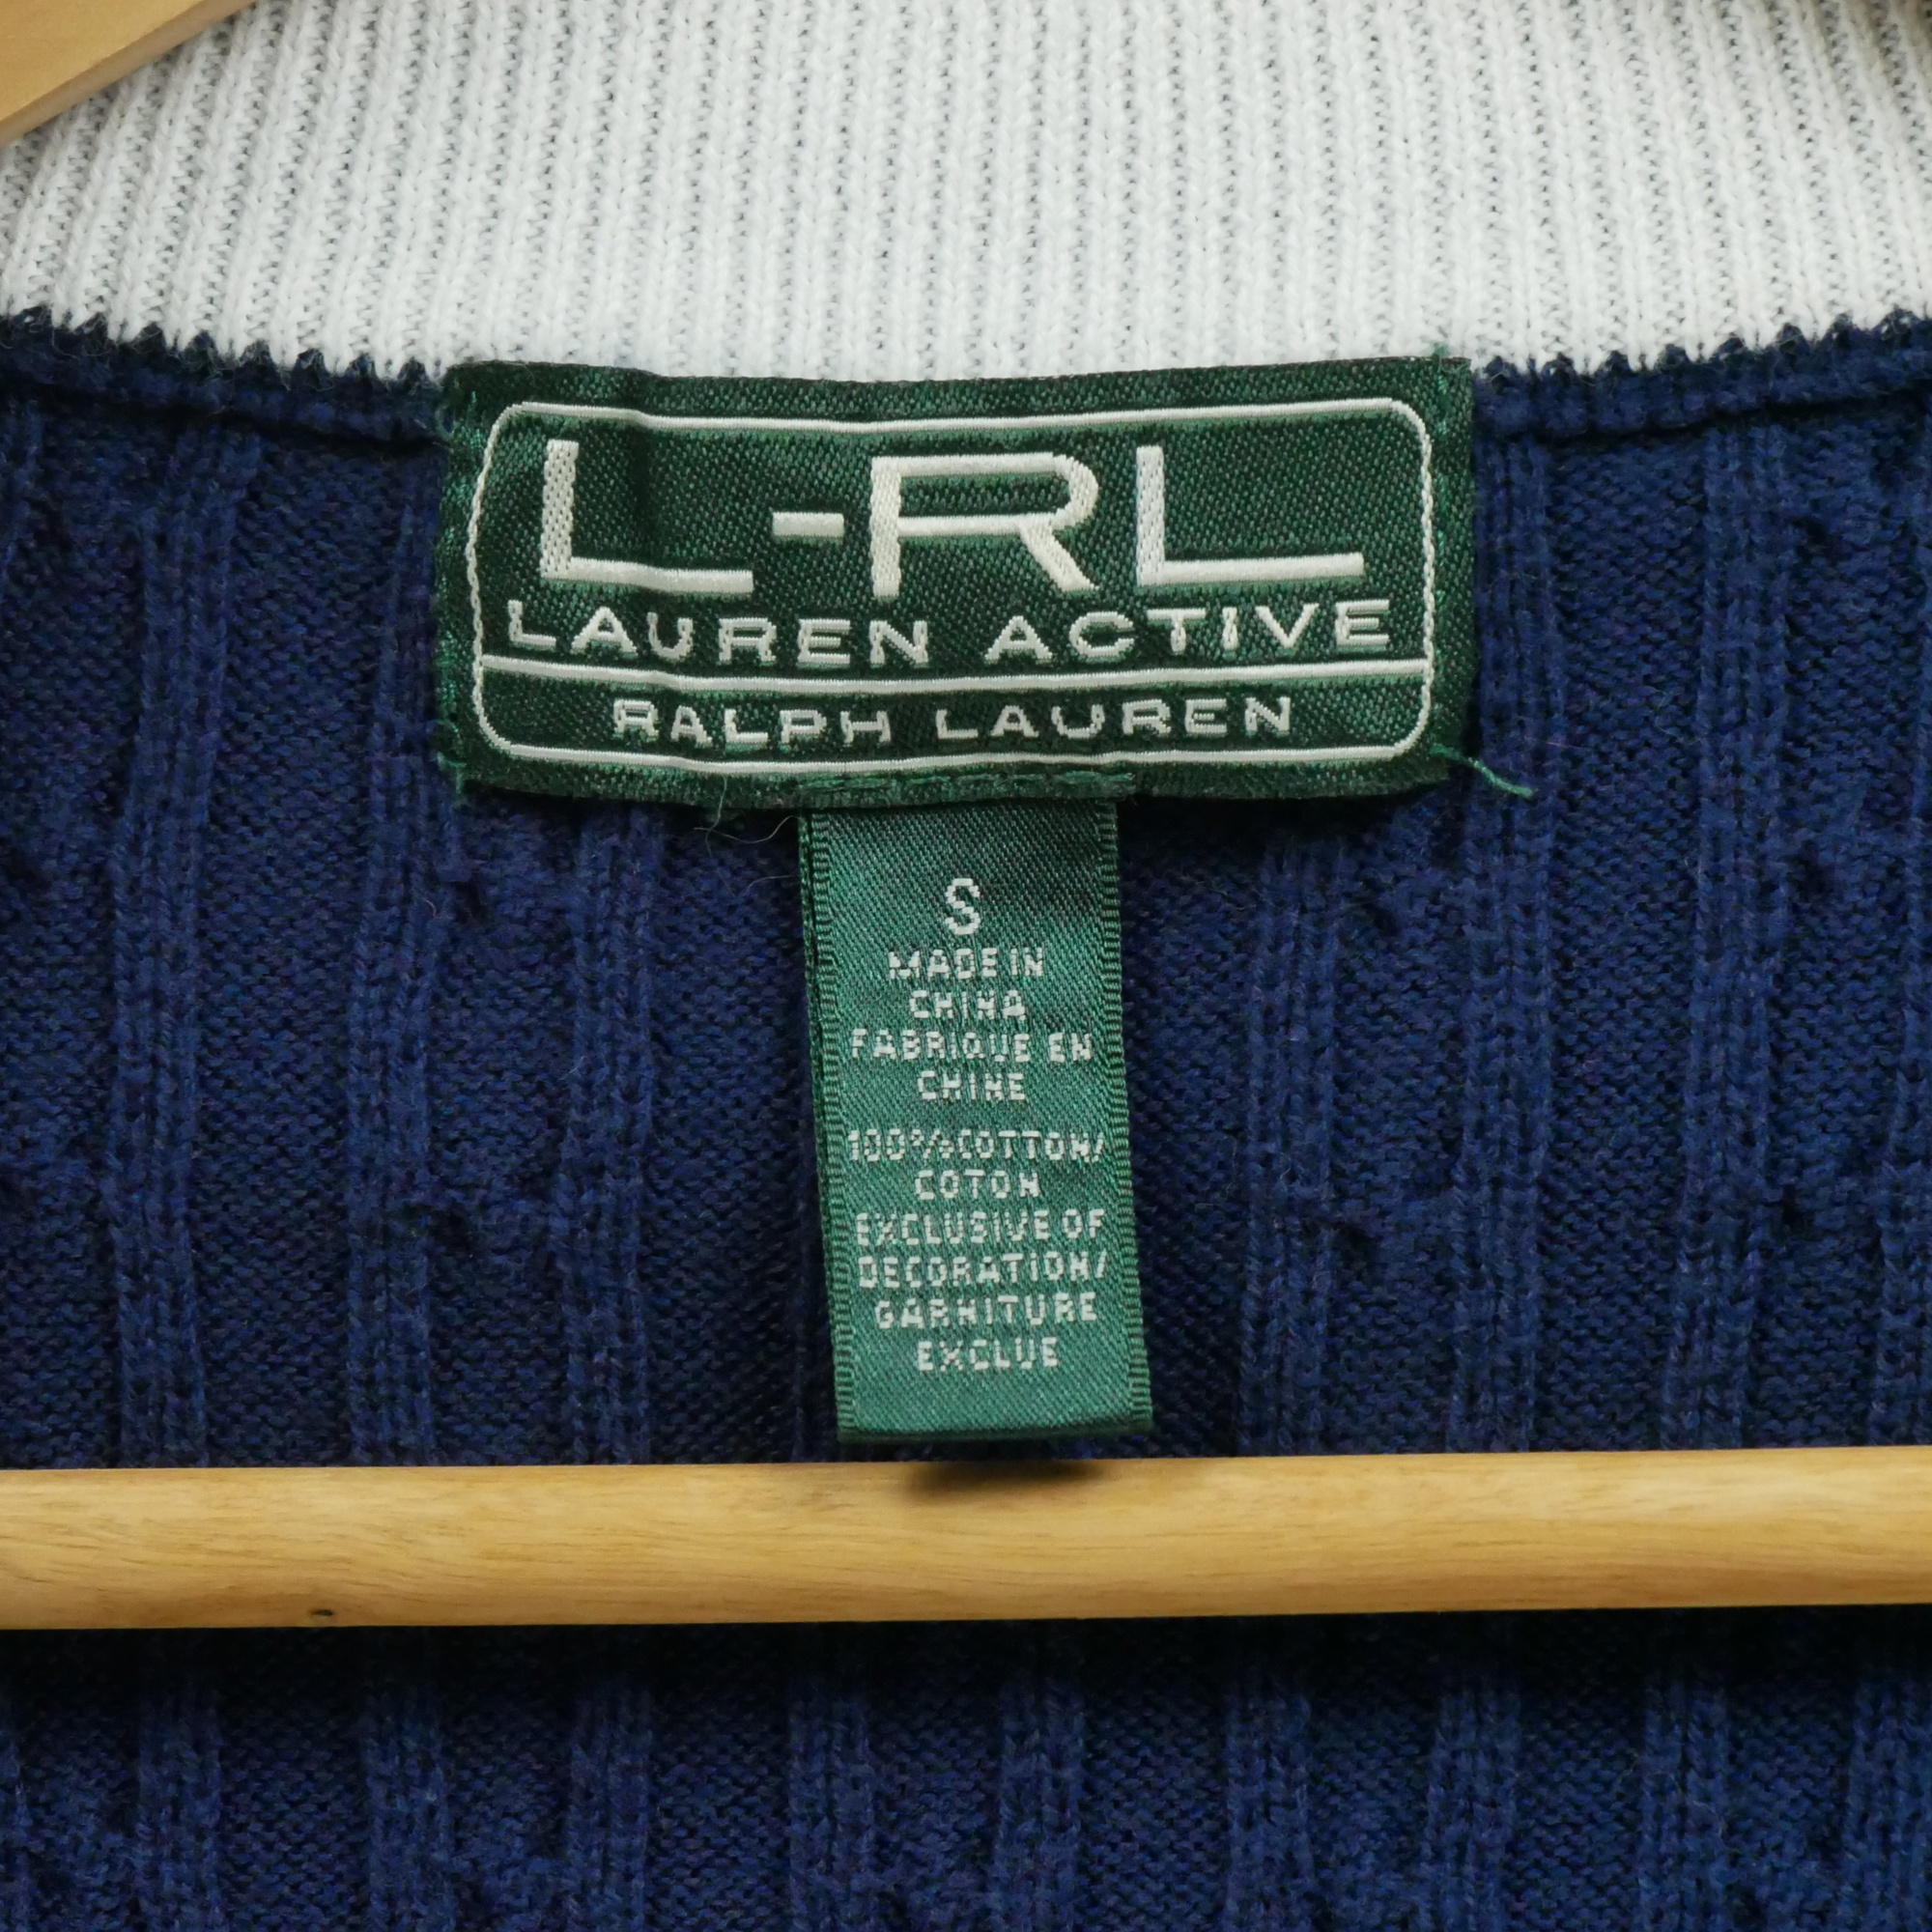 L-RL
LAUREN ACTIVE
RALPH LAUREN
S
MADE IN
CHINA
FABRIQUE EN
CHINE
100%COTTON/
COTON
EXCLUSIVE OF
DECORATION/
GARNITURE
EXCLUE